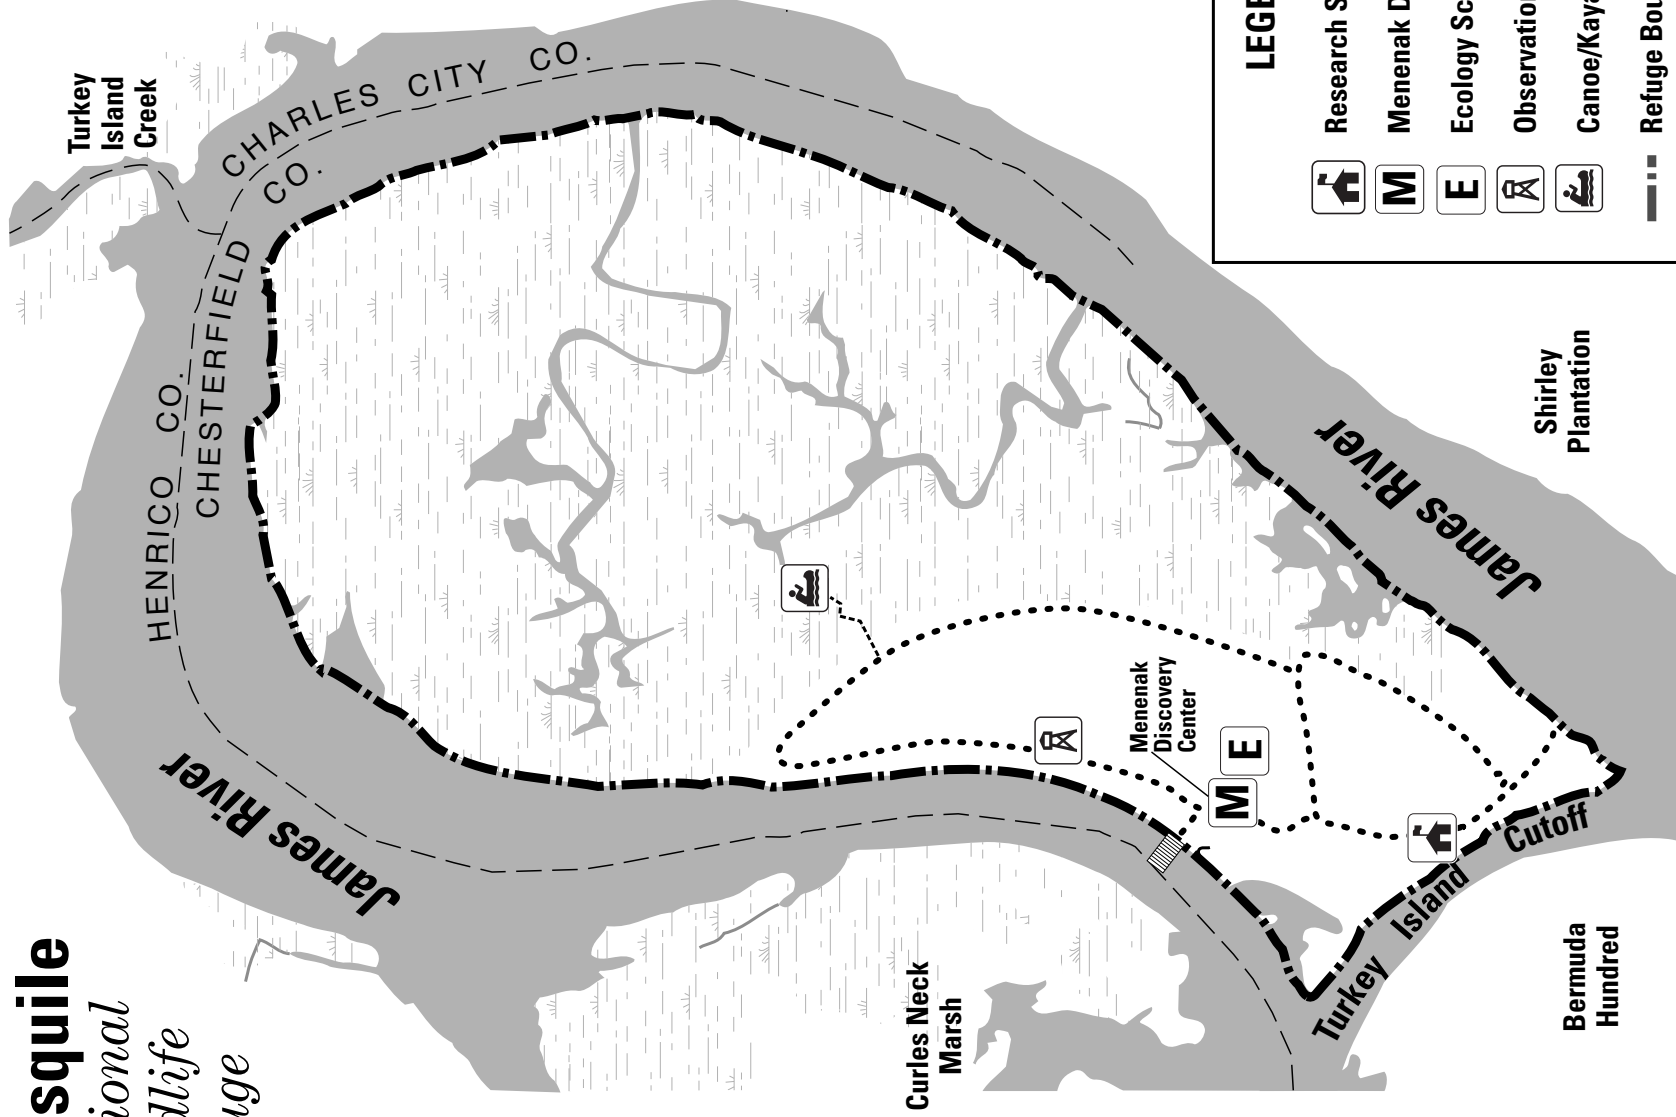 squile
ional
dlife
uge
Turkey
Island
Creek
CHARLES CITY CO.
HENRICO CO.
CHESTERFIELD CO.
James River
Curles Neck
Marsh
Menenak
Discovery
Center
M
E
James River
Turkey Island Cutoff
Shirley
Plantation
Bermuda
Hundred
LEGE
Research S
M Menenak D
E Ecology Sc
Observation
Canoe/Kaya
Refuge Bou